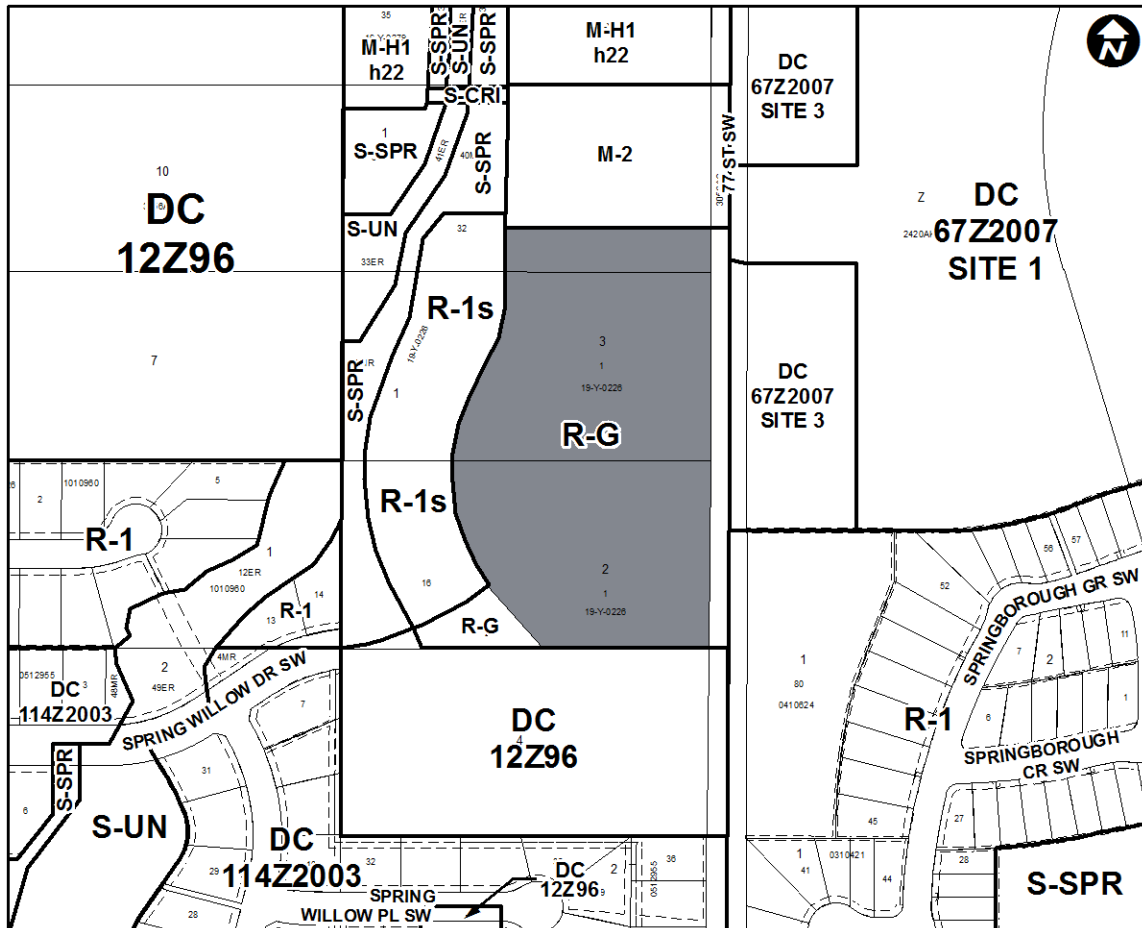 35
M-H1
h22
S-SPR
S-UN
S-SPR
M-H1
h22
DC
67Z2007
SITE 3
N
S-CRI
1
S-SPR
41ER
S-SPR
M-2
77 ST SW
10
DC
12Z96
Z
DC
67Z2007
SITE 1
S-UN
32
33ER
R-1s
19-Y-0226
7
S-SPR
1
3
1
19-Y-0226
DC
67Z2007
SITE 3
R-G
R-1s
2
1010960
5
R-1
1
12ER
1010960
R-1
14
13
16
R-G
2
1
19-Y-0226
56
57
52
SPRINGBOROUGH GR SW
11
7
2
1
80
0410624
R-1
6
1
SPRINGBOROUGH
CR SW
0512955
DC
3
114Z2003
48MR
2
49ER
4MR
SPRING WILLOW DR SW
7
DC
4
12Z96
S-SPR
6
31
S-UN
DC
114Z2003
29
28
32
2
36
0512955
DC
12Z96
SPRING
WILLOW PL SW
45
1
41
0310421
44
27
28
S-SPR